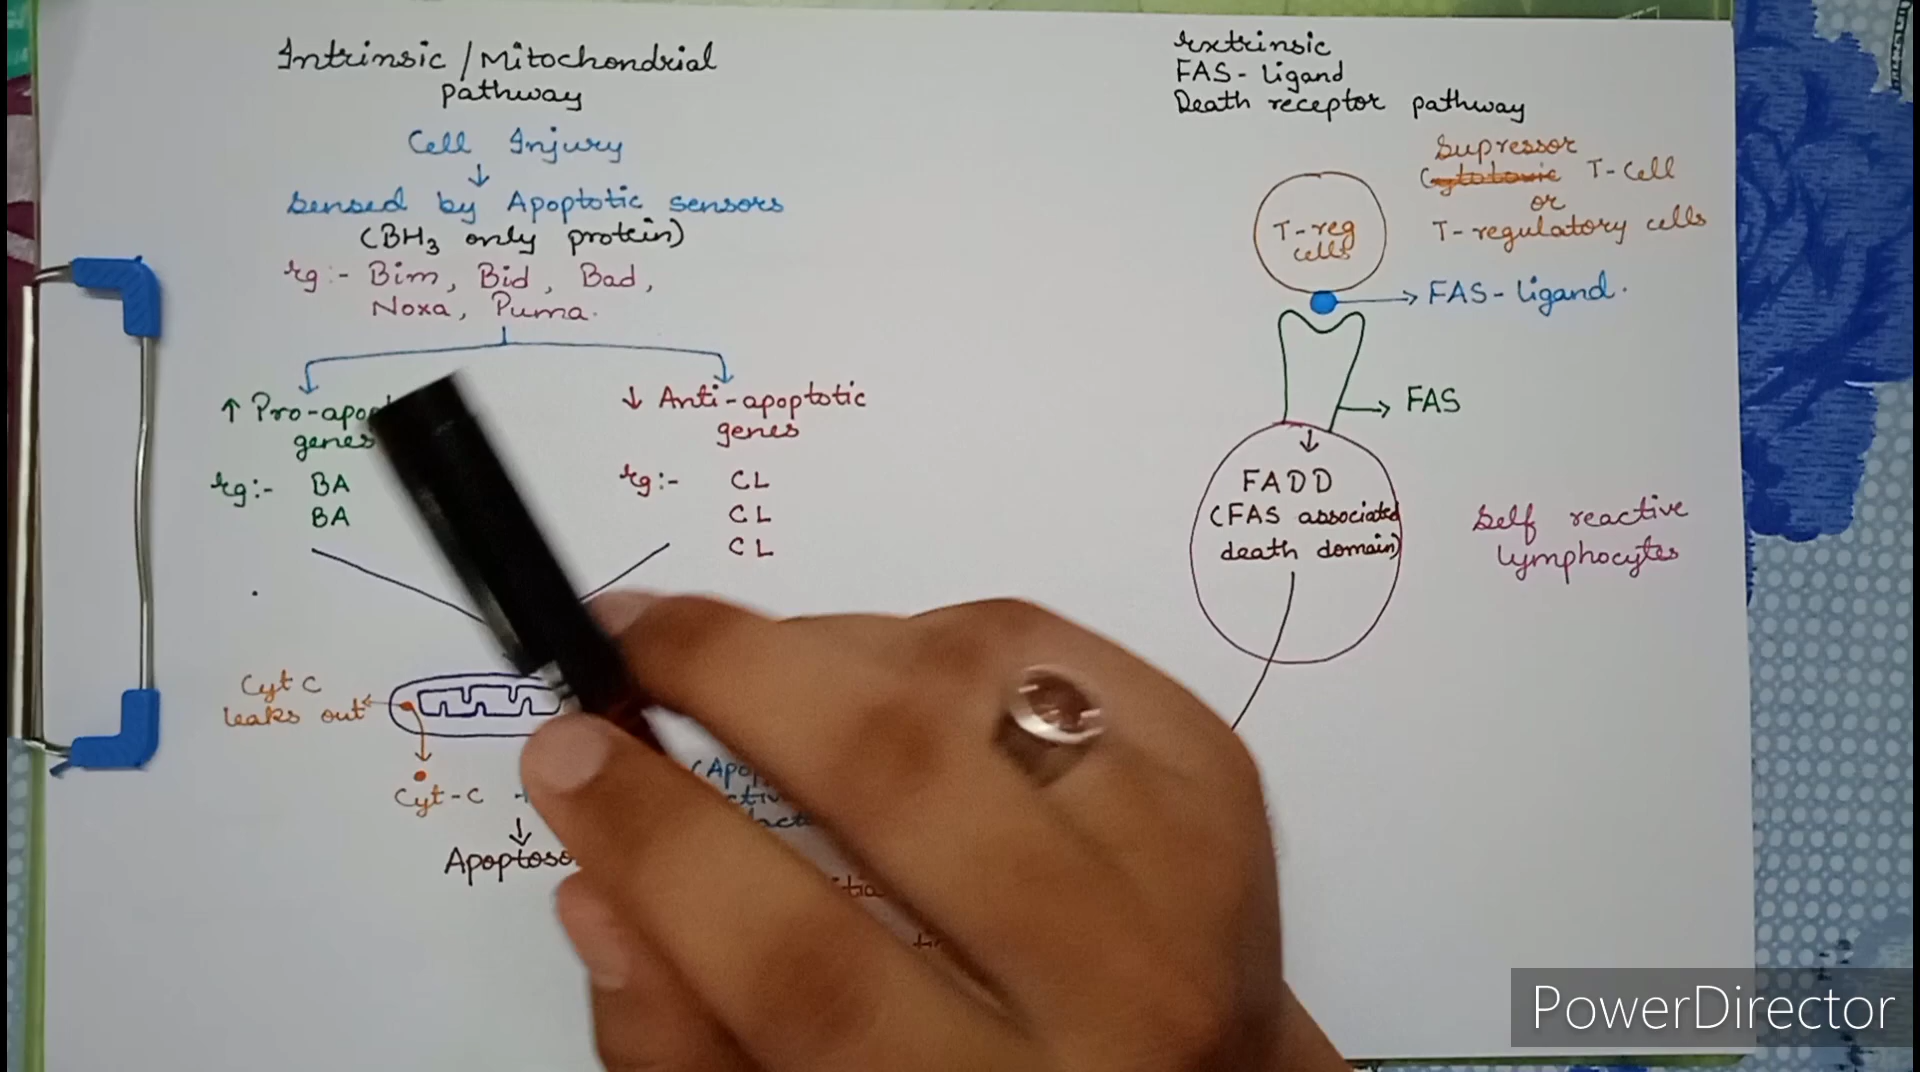 Intrinsic / Mitochondrial
pathway
Cell Injury
Sensed by Apoptotic sensors
(BH3 only protein)
Eg:- Bim, Bid, Bad,
Noxa, Puma.
↑ Pro-apopt
genes
Eg:- BA
BA
↓ Anti-apoptotic
genes
Eg:- CL
CL
CL
Cyt C
leaks out
Cyt-C +
(Apop
Apoptoso
Extrinsic
FAS-Ligand
Death receptor pathway
Supressor
Cytotoxic T-Cell
or
T-regulatory cells
T-reg
cells
FAS-Ligand.
FAS
FADD
(FAS associated
death domain)
Self reactive
lymphocytes
PowerDirector